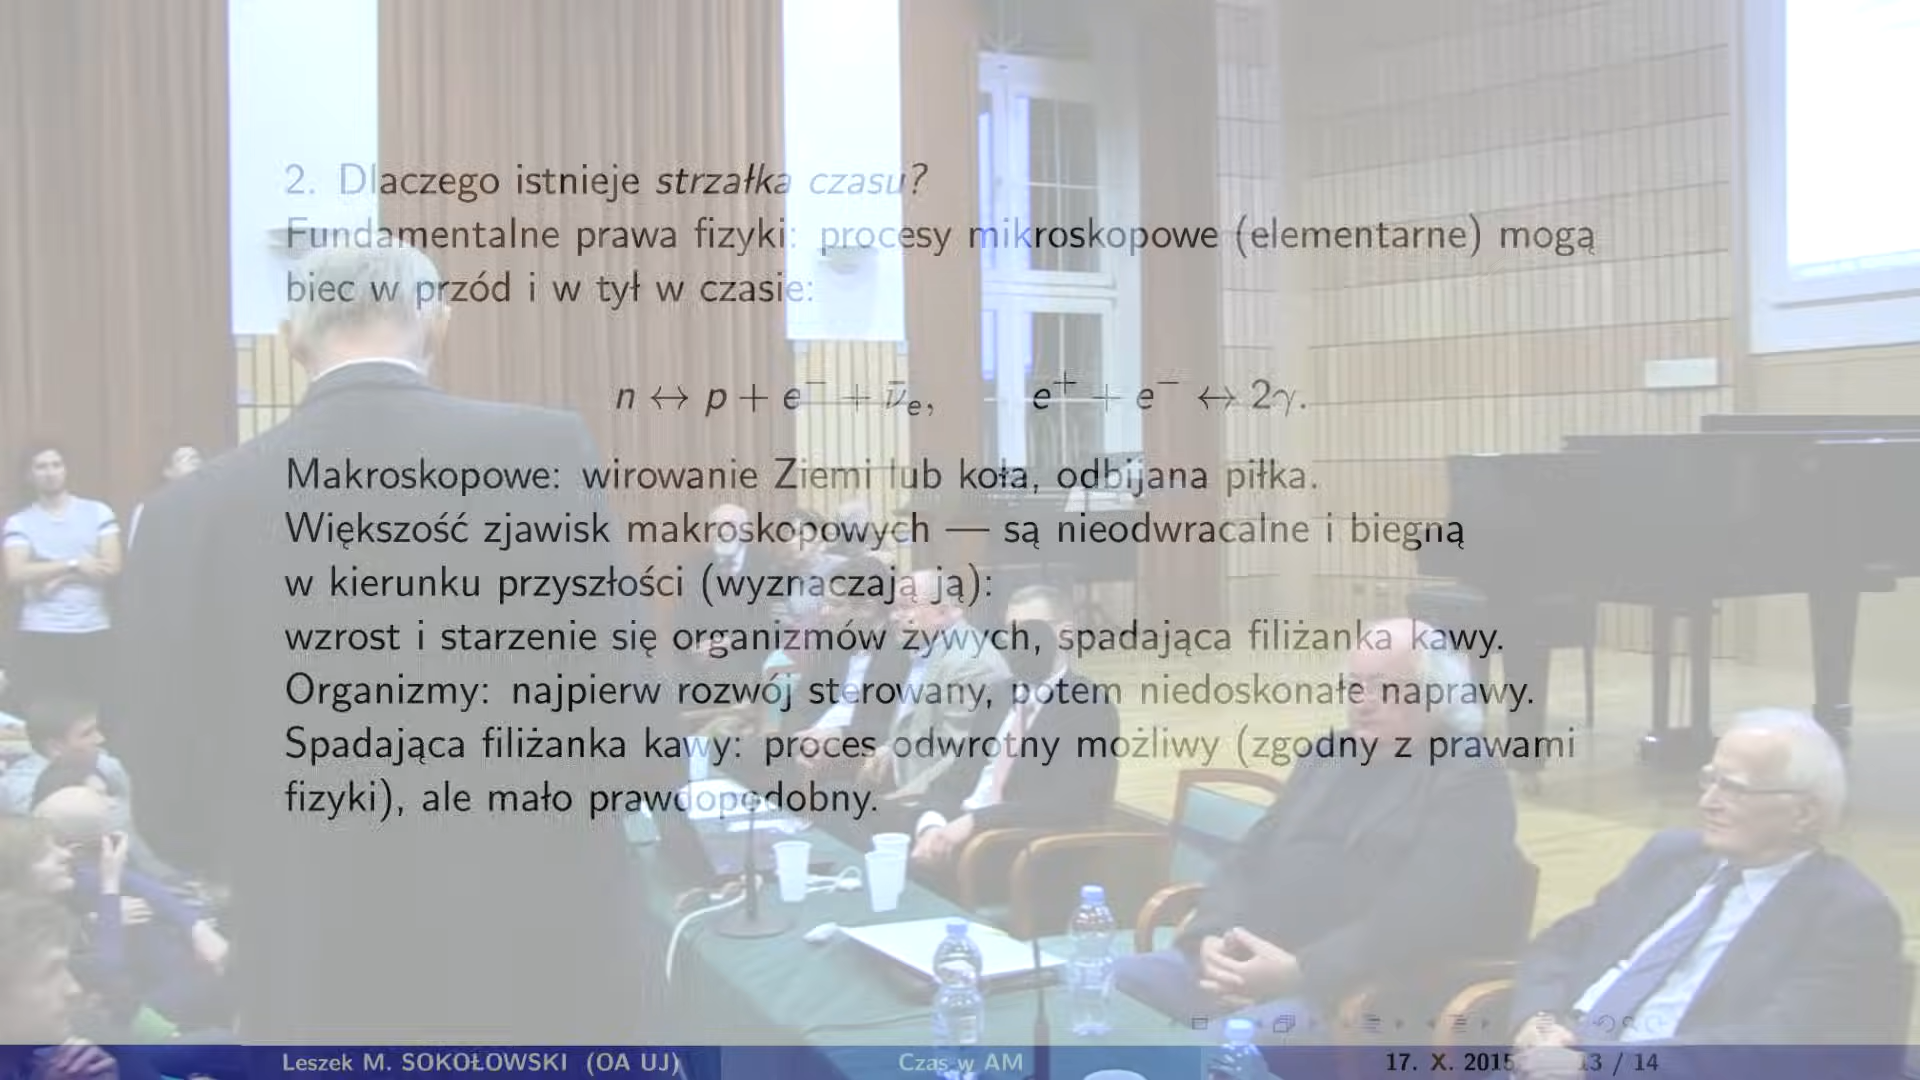 2. Dlaczego istnieje strzałka czasu?
Fundamentalne prawa fizyki: procesy mikroskopowe (elementarne) mogą
biec w przód i w tył w czasie:
n ↔ p + e⁻ + ν̄ₑ, e⁺ + e⁻ ↔ 2γ.
Makroskopowe: wirowanie Ziemi lub koła, odbijana piłka.
Większość zjawisk makroskopowych — są nieodwracalne i biegną
w kierunku przyszłości (wyznaczają ją):
wzrost i starzenie się organizmów żywych, spadająca filiżanka kawy.
Organizmy: najpierw rozwój sterowany, potem niedoskonałe naprawy.
Spadająca filiżanka kawy: proces odwrotny możliwy (zgodny z prawami
fizyki), ale mało prawdopodobny.
Leszek M. SOKOŁOWSKI (OA UJ) Czas w AM 17. X. 2015 13 / 14